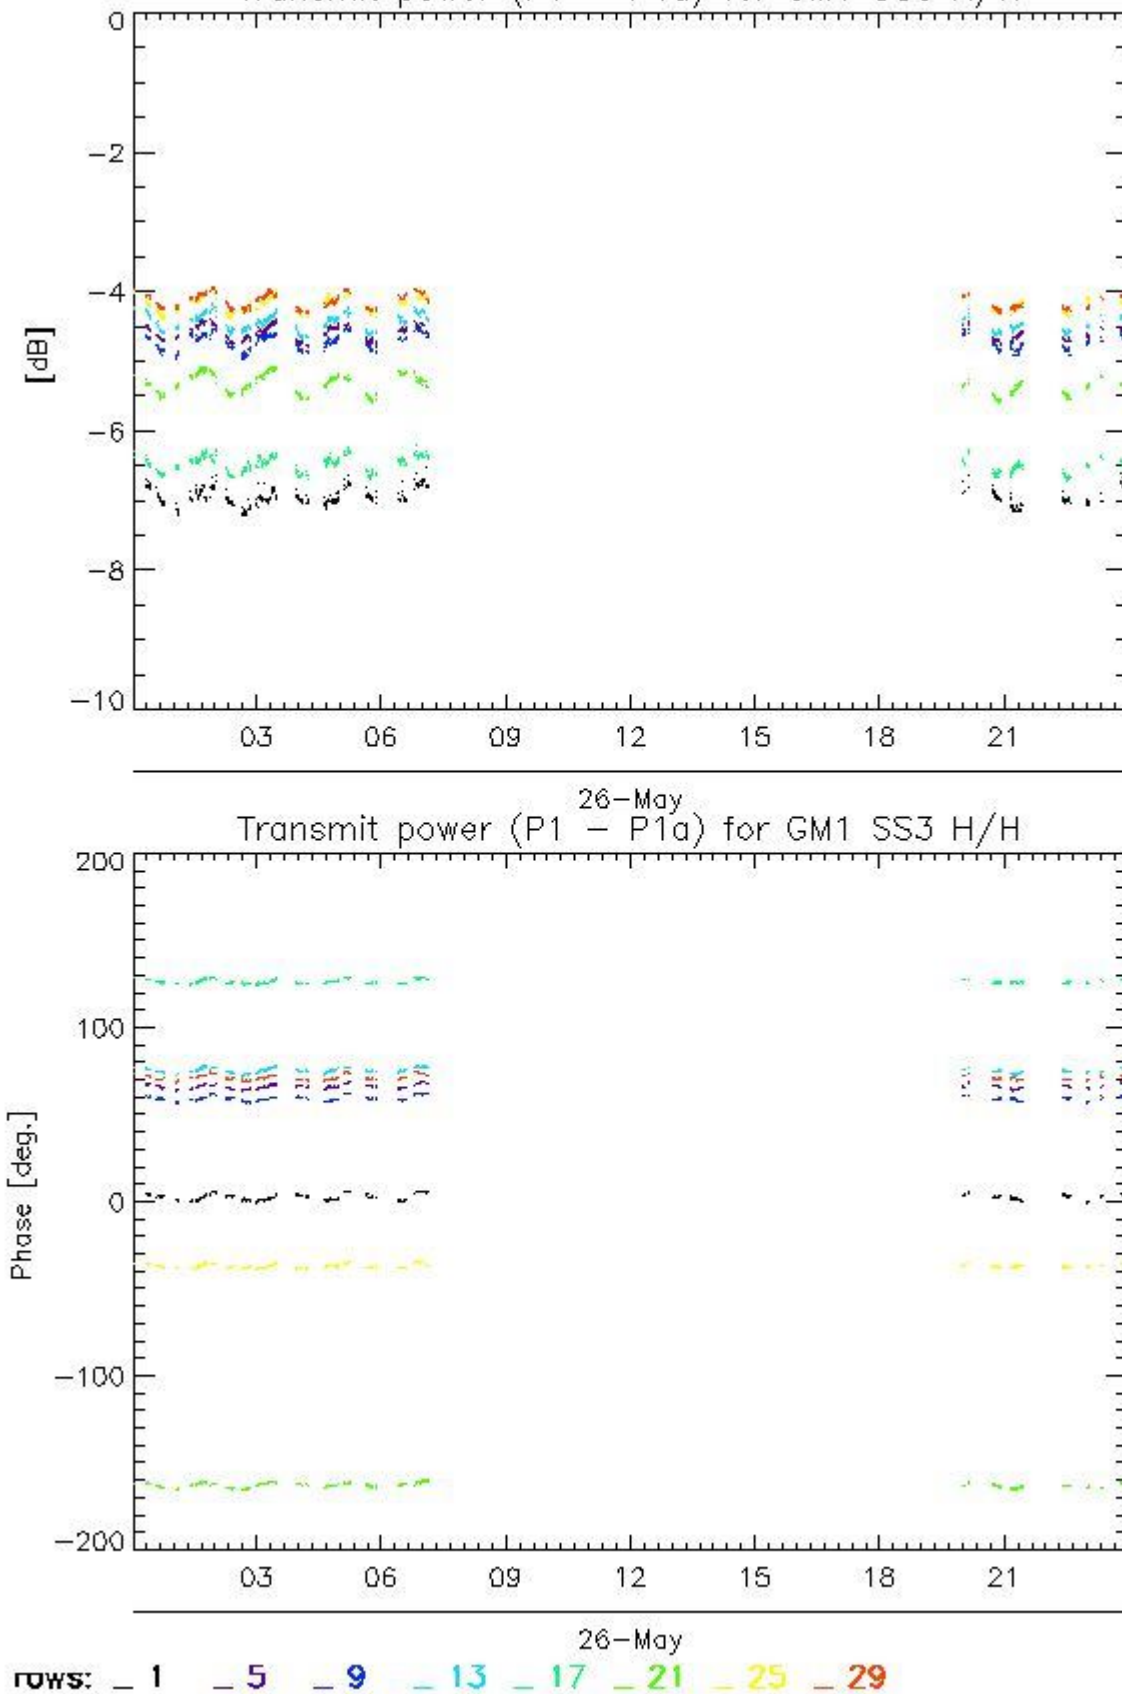 0
-2
-4
[dB]
-6
-8
-10
03 06 09 12 15 18 21
26-May
Transmit power (P1 - P1a) for GM1 SS3 H/H
200
100
0
Phase [deg.]
-100
-200
03 06 09 12 15 18 21
26-May
rows: _ 1 _ 5 _ 9 _ 13 _ 17 _ 21 _ 25 _ 29